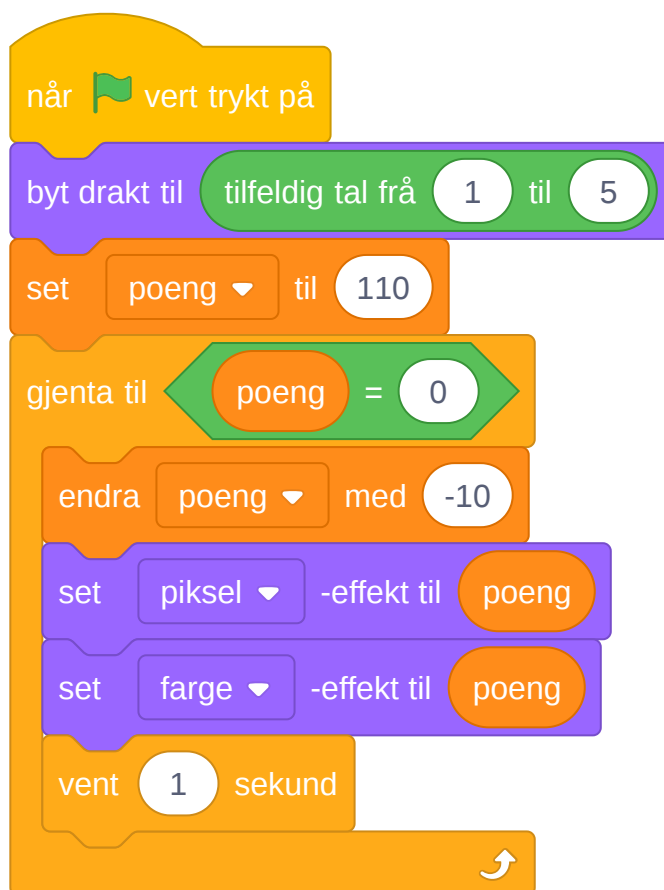 når vert trykt på
byt drakt til tilfeldig tal frå 1 til 5
set poeng til 110
gjenta til poeng = 0
endra poeng med -10
set piksel -effekt til poeng
set farge -effekt til poeng
vent 1 sekund